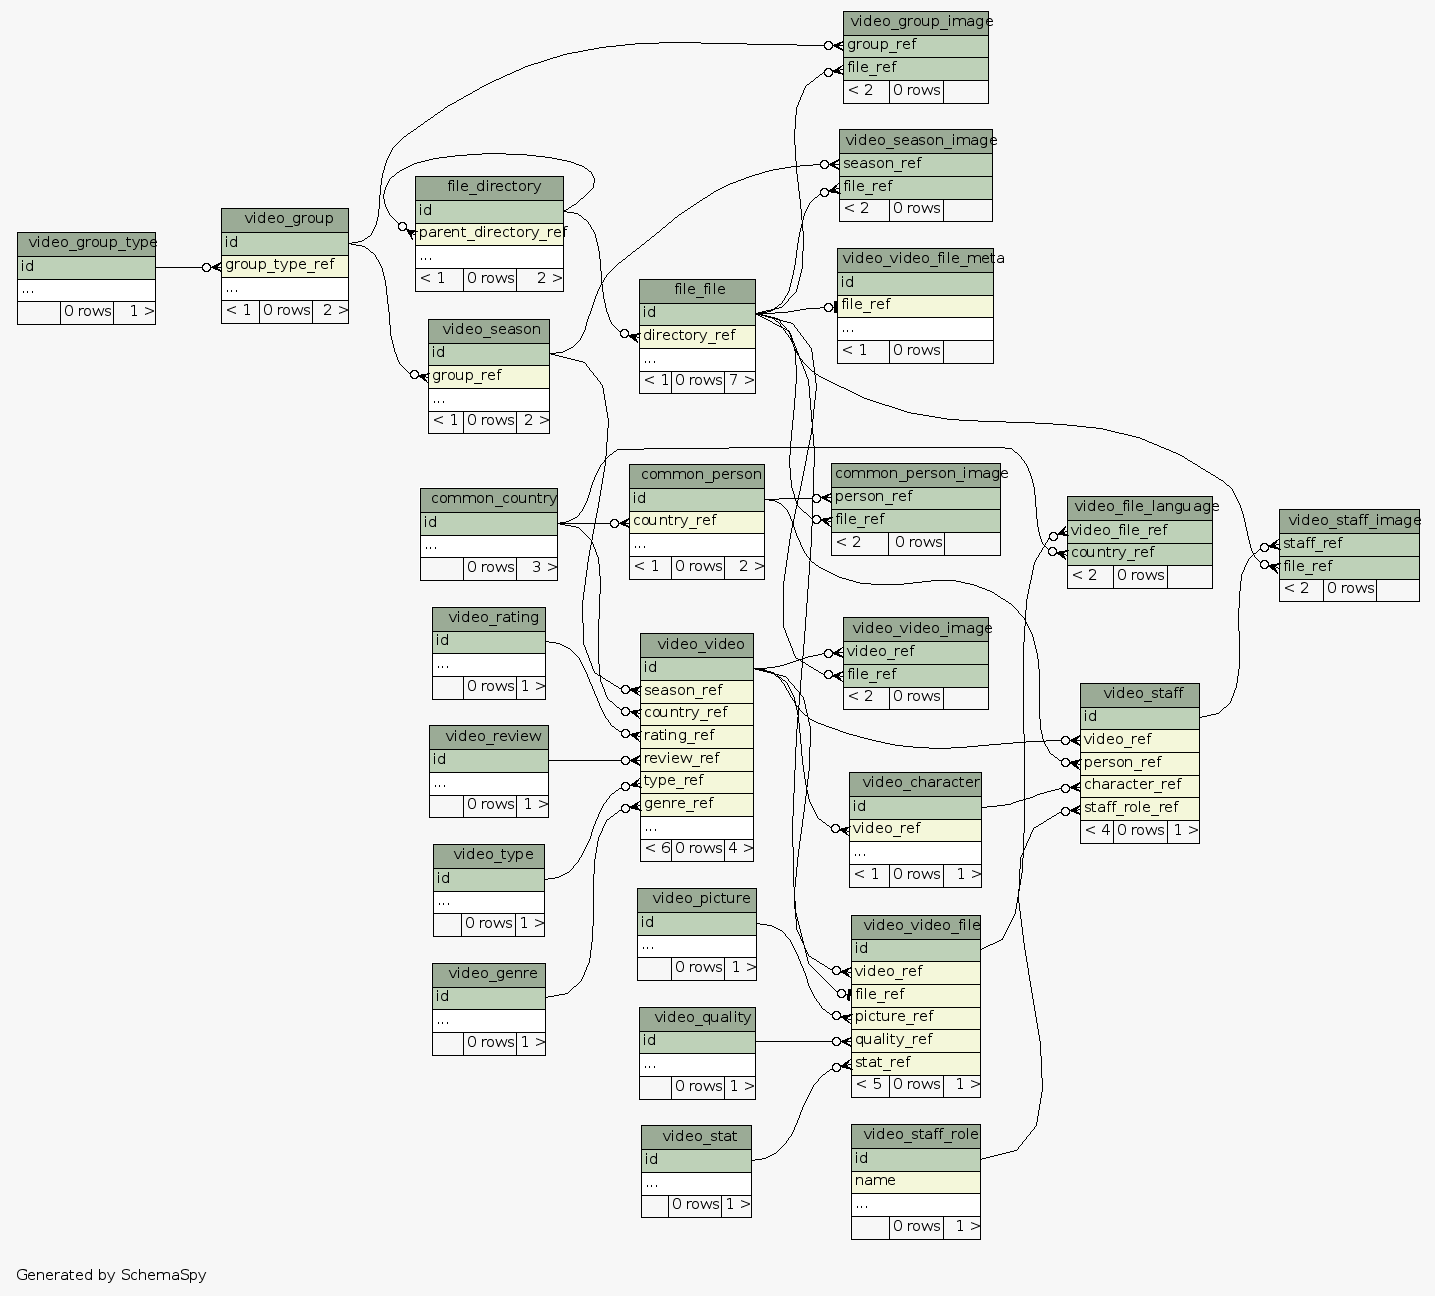 video_group_image
group_ref
file_ref
< 2 0 rows
video_season_image
season_ref
file_ref
< 2 0 rows
file_directory
id
parent_directory_ref
...
< 1 0 rows 2 >
video_group
id
group_type_ref
...
< 1 0 rows 2 >
video_group_type
id
...
0 rows 1 >
video_video_file_meta
id
file_ref
...
< 1 0 rows
file_file
id
directory_ref
...
< 1 0 rows 7 >
video_season
id
group_ref
...
< 1 0 rows 2 >
common_country
id
...
0 rows 3 >
common_person
id
country_ref
...
< 1 0 rows 2 >
common_person_image
person_ref
file_ref
< 2 0 rows
video_file_language
video_file_ref
country_ref
< 2 0 rows
video_staff_image
staff_ref
file_ref
< 2 0 rows
video_rating
id
...
0 rows 1 >
video_video
id
season_ref
country_ref
rating_ref
review_ref
type_ref
genre_ref
...
< 6 0 rows 4 >
video_video_image
video_ref
file_ref
< 2 0 rows
video_staff
id
video_ref
person_ref
character_ref
staff_role_ref
< 4 0 rows 1 >
video_review
id
...
0 rows 1 >
video_character
id
video_ref
...
< 1 0 rows 1 >
video_type
id
...
0 rows 1 >
video_picture
id
...
0 rows 1 >
video_video_file
id
video_ref
file_ref
picture_ref
quality_ref
stat_ref
< 5 0 rows 1 >
video_genre
id
...
0 rows 1 >
video_quality
id
...
0 rows 1 >
video_stat
id
...
0 rows 1 >
video_staff_role
id
name
...
0 rows 1 >
Generated by SchemaSpy